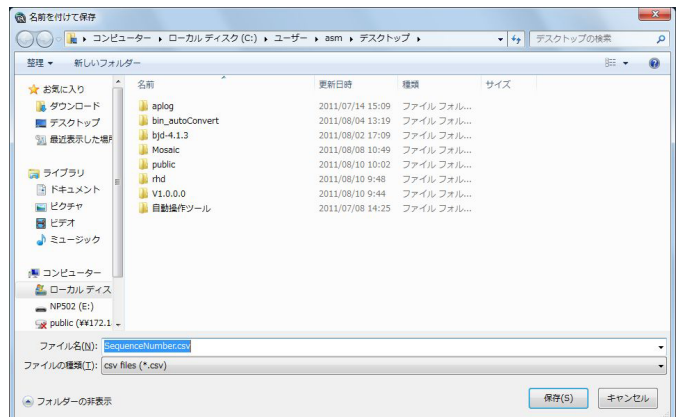 名前を付けて保存
コンピューター ローカル ディスク (C:) ユーザー asm デスクトップ
デスクトップの検索
整理 新しいフォルダー
お気に入り
ダウンロード
デスクトップ
最近表示した場所
ライブラリ
ドキュメント
ピクチャ
ビデオ
ミュージック
コンピューター
ローカル ディス
NP502 (E:)
public (¥¥172.1
名前 更新日時 種類 サイズ
aplog 2011/07/14 15:09 ファイル フォル...
bin_autoConvert 2011/08/04 13:19 ファイル フォル...
bjd-4.1.3 2011/08/02 17:09 ファイル フォル...
Mosaic 2011/08/08 10:49 ファイル フォル...
public 2011/08/10 10:02 ファイル フォル...
rhd 2011/08/10 9:48 ファイル フォル...
V1.0.0.0 2011/08/10 9:44 ファイル フォル...
自動操作ツール 2011/07/08 14:25 ファイル フォル...
ファイル名(N): SequenceNumber.csv
ファイルの種類(T): csv files (*.csv)
フォルダーの非表示
保存(S) キャンセル